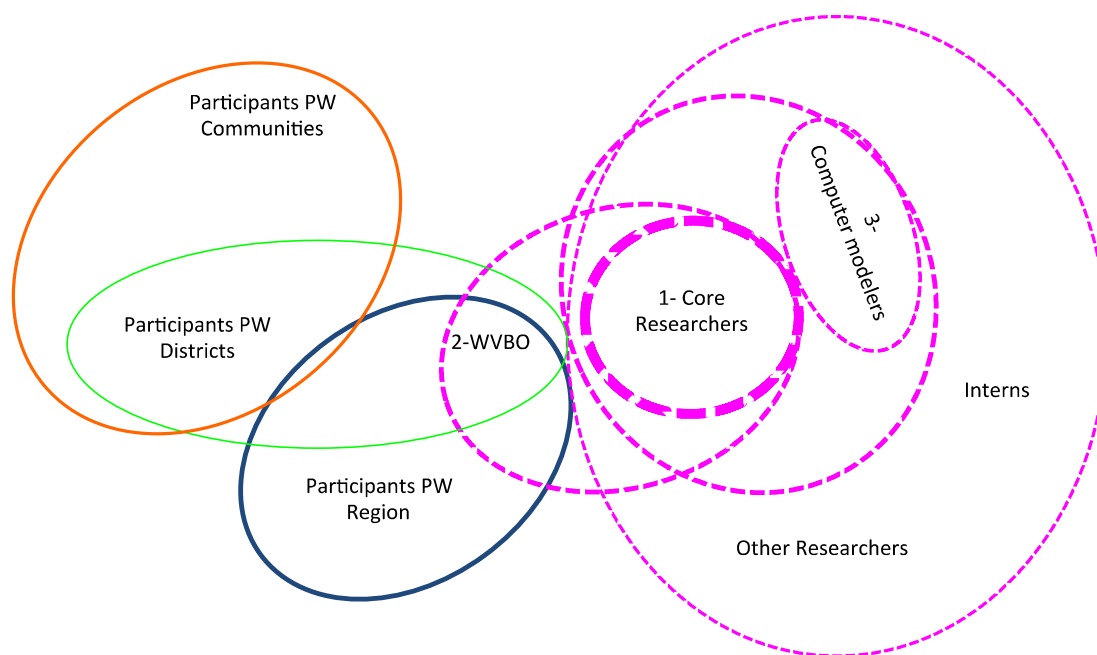 Participants PW
Communities
Participants PW
Districts
2-WVBO
Participants PW
Region
1- Core
Researchers
3-
Computer modelers
Interns
Other Researchers